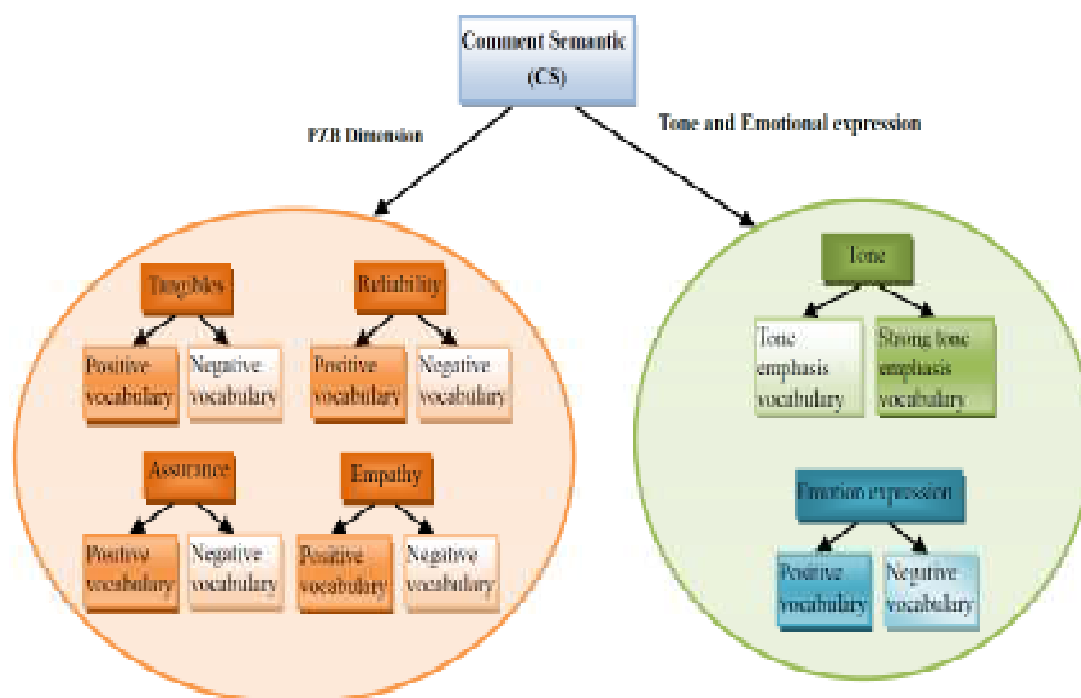 Comment Semantic
(CS)
PZB Dimension
Tone and Emotional expression
Tangibles
Reliability
Positive
vocabulary
Negative
vocabulary
Positive
vocabulary
Negative
vocabulary
Assurance
Empathy
Positive
vocabulary
Negative
vocabulary
Positive
vocabulary
Negative
vocabulary
Tone
Tone
emphasis
vocabulary
Strong tone
emphasis
vocabulary
Emotion expression
Positive
vocabulary
Negative
vocabulary